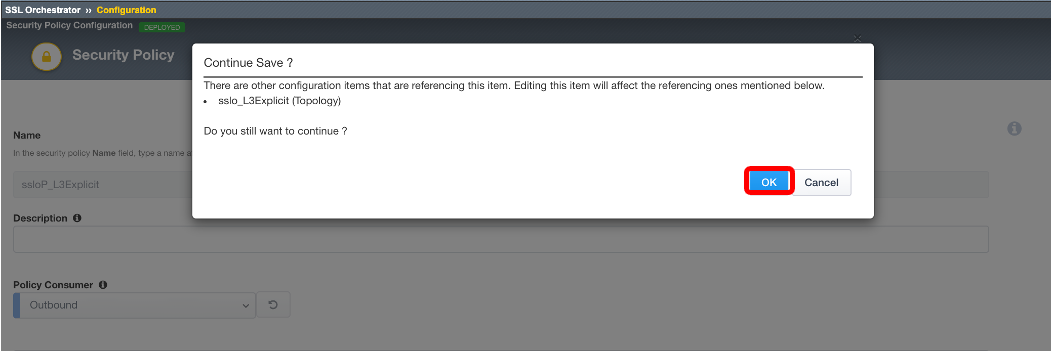 SSL Orchestrator ›› Configuration
Security Policy Configuration DEPLOYED
Security Policy
Continue Save ?
There are other configuration items that are referencing this item. Editing this item will affect the referencing ones mentioned below.
• sslo_L3Explicit (Topology)
Do you still want to continue ?
OK Cancel
Name
In the security policy Name field, type a name a
ssloP_L3Explicit
Description
Policy Consumer
Outbound